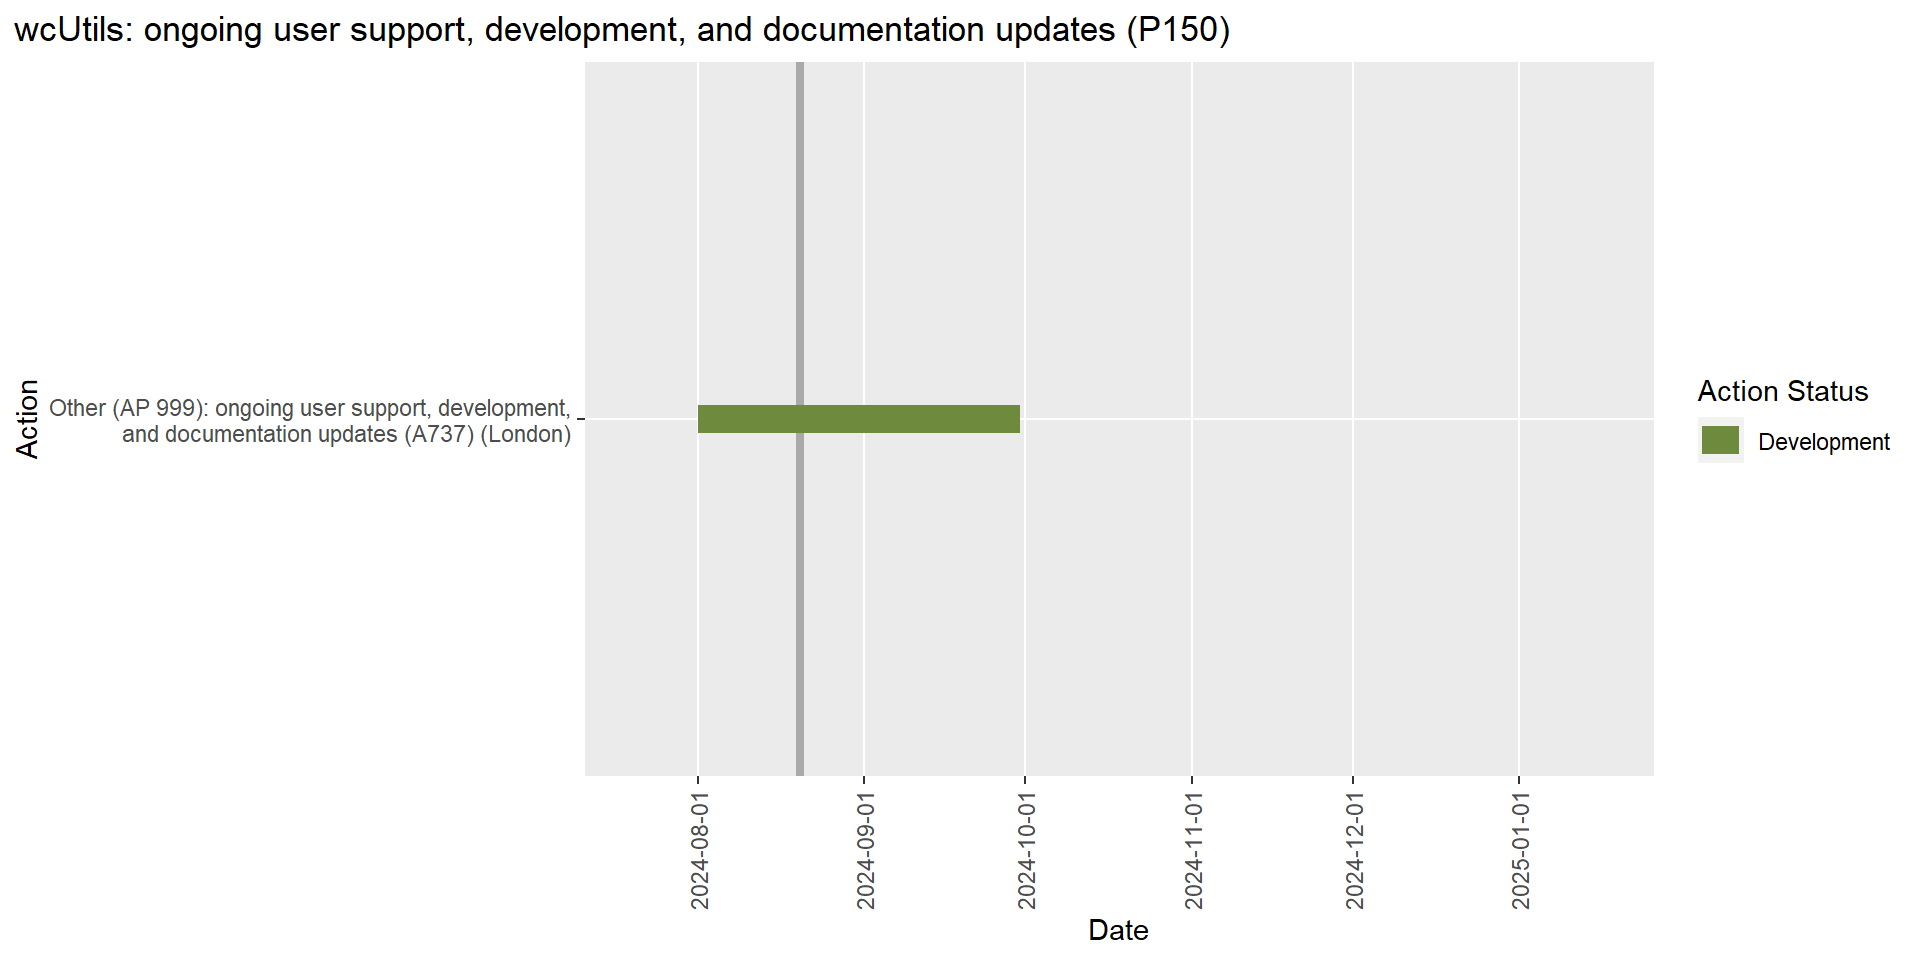 wcUtils: ongoing user support, development, and documentation updates (P150)
Action
Other (AP 999): ongoing user support, development,
and documentation updates (A737) (London)
Action Status
Development
2024-08-01
2024-09-01
2024-10-01
2024-11-01
2024-12-01
2025-01-01
Date